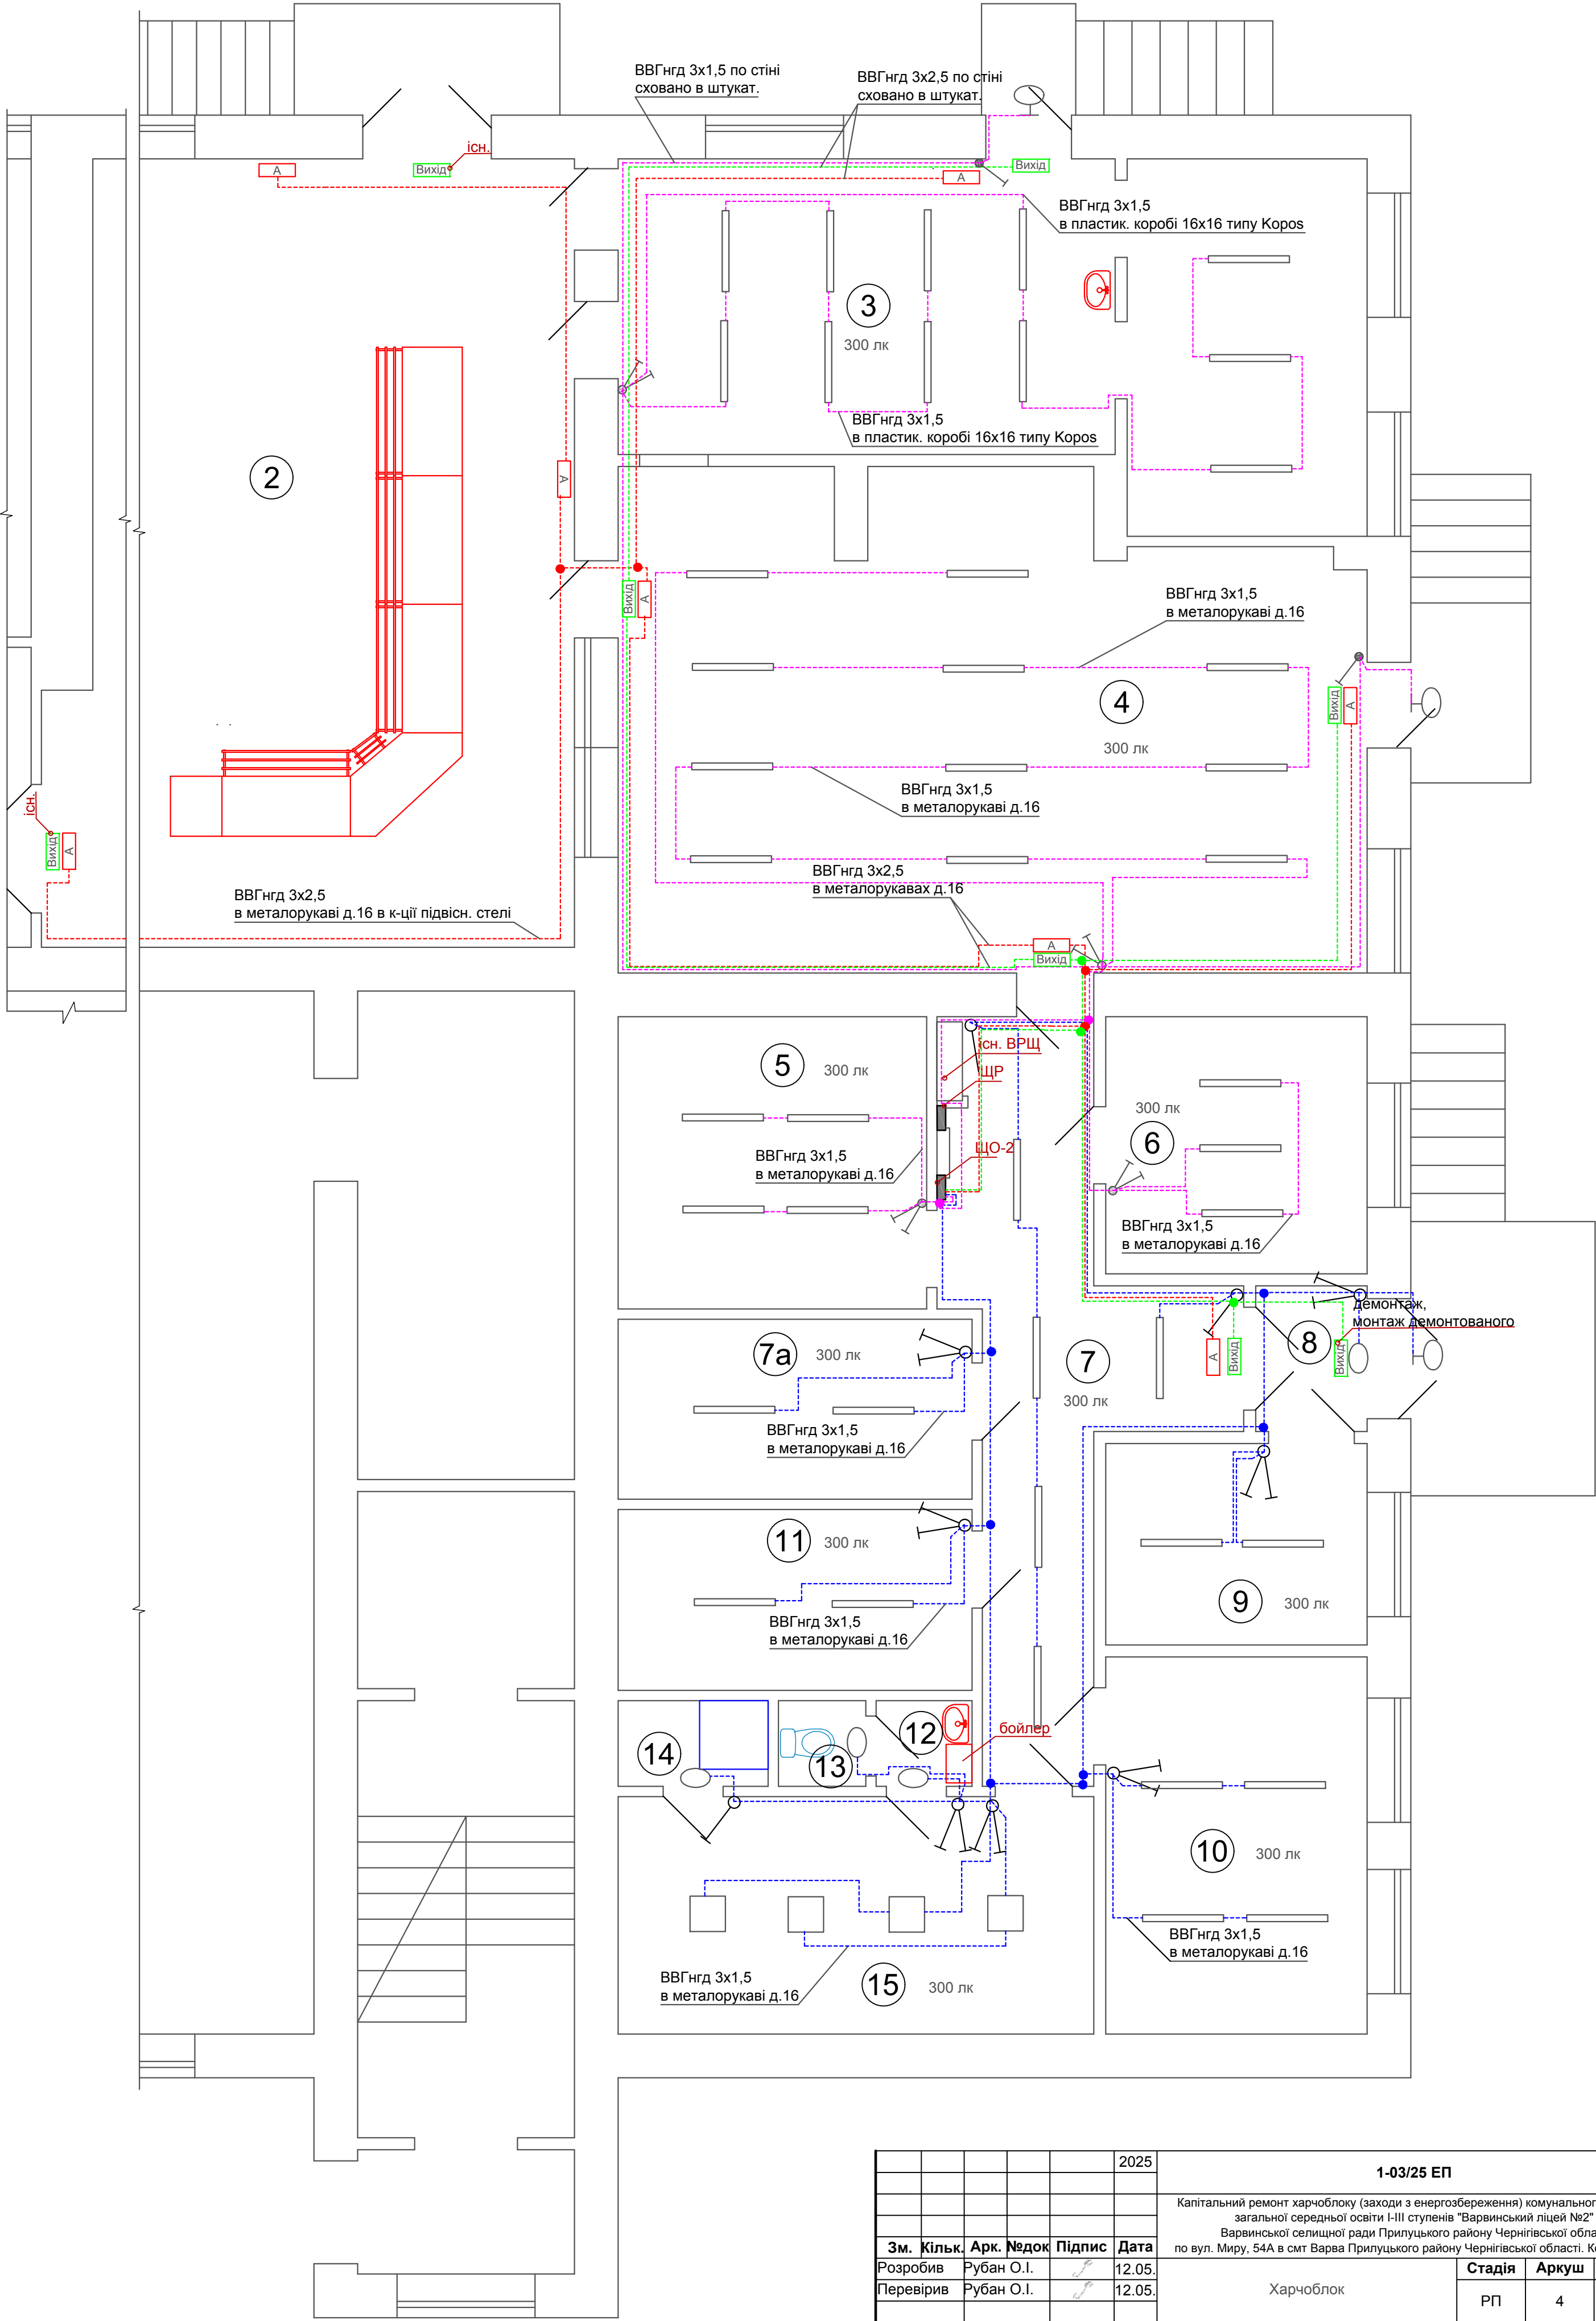 ВВГнгд 3х1,5 по стіні
сховано в штукат.
ВВГнгд 3х2,5 по стіні
сховано в штукат.
існ.
А
Вихід
А
Вихід
ВВГнгд 3х1,5
в пластик. коробі 16х16 типу Kopos
3
300 лк
ВВГнгд 3х1,5
в пластик. коробі 16х16 типу Kopos
2
А
Вихід
А
ВВГнгд 3х1,5
в металорукаві д.16
4
300 лк
Вихід
А
ВВГнгд 3х1,5
в металорукаві д.16
існ.
Вихід
А
ВВГнгд 3х2,5
в металорукавах д.16
ВВГнгд 3х2,5
в металорукаві д.16 в к-ції підвісн. стелі
А
Вихід
5
300 лк
існ. ВРЩ
ЩР
ЩО-2
ВВГнгд 3х1,5
в металорукаві д.16
300 лк
6
ВВГнгд 3х1,5
в металорукаві д.16
демонтаж,
монтаж демонтованого
7а
300 лк
7
300 лк
А
Вихід
8
Вихід
ВВГнгд 3х1,5
в металорукаві д.16
11
300 лк
9
300 лк
ВВГнгд 3х1,5
в металорукаві д.16
14
13
12
бойлер
10
300 лк
ВВГнгд 3х1,5
в металорукаві д.16
ВВГнгд 3х1,5
в металорукаві д.16
15
300 лк
2025
1-03/25 ЕП
Капітальний ремонт харчоблоку (заходи з енергозбереження) комунального
загальної середньої освіти І-ІІІ ступенів "Варвинський ліцей №2"
Варвинської селищної ради Прилуцького району Чернігівської
по вул. Миру, 54А в смт Варва Прилуцького району Чернігівської області.
Зм. Кільк. Арк. №док Підпис Дата
Розробив Рубан О.І. 12.05.
Перевірив Рубан О.І. 12.05.
Харчоблок
Стадія Аркуш
РП 4